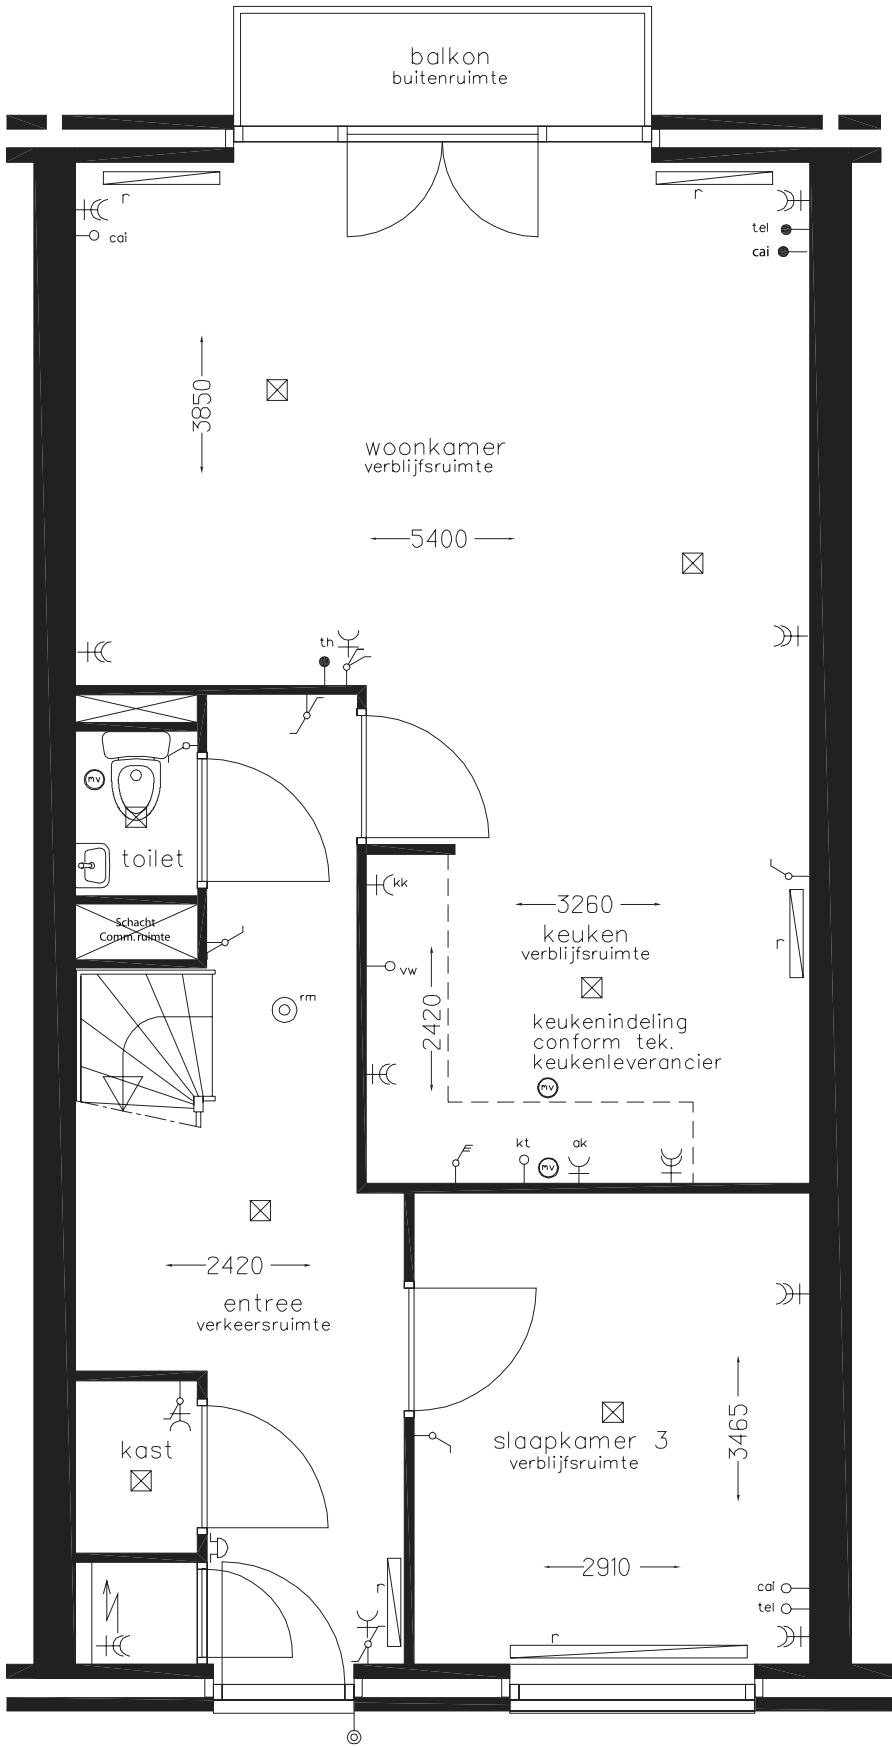 balkon
buitenruimte
r
r
cai
tel
cai
3850
woonkamer
verblijfsruimte
5400
th
mv
toilet
kk
3260
keuken
verblijfsruimte
Schacht
Comm.ruimte
r
vw
rm
2420
keukenindeling
conform tek.
keukenleverancier
mv
kt
mv
ak
2420
entree
verkeersruimte
3465
slaapkamer 3
verblijfsruimte
kast
2910
r
cai
tel
r